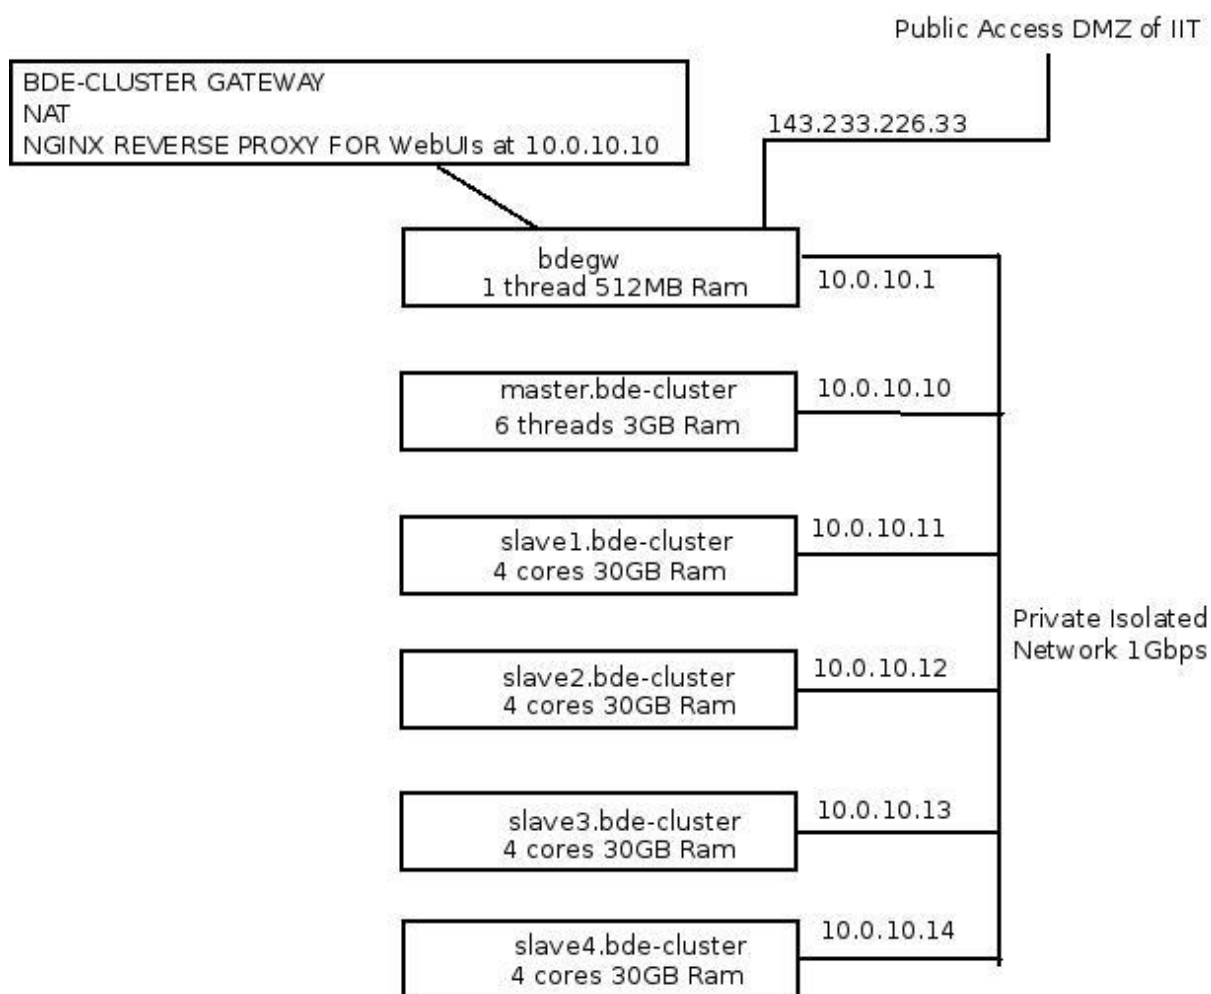 Public Access DMZ of IIT
BDE-CLUSTER GATEWAY
NAT
NGINX REVERSE PROXY FOR WebUIs at 10.0.10.10
143.233.226.33
bdegw
1 thread 512MB Ram
10.0.10.1
master.bde-cluster
6 threads 3GB Ram
10.0.10.10
slave1.bde-cluster
4 cores 30GB Ram
10.0.10.11
Private Isolated
Network 1Gbps
slave2.bde-cluster
4 cores 30GB Ram
10.0.10.12
slave3.bde-cluster
4 cores 30GB Ram
10.0.10.13
slave4.bde-cluster
4 cores 30GB Ram
10.0.10.14